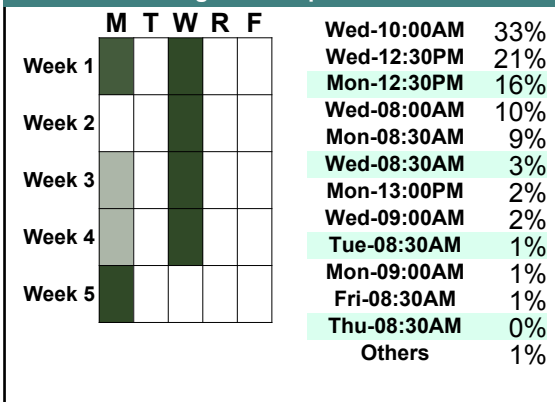 M T W R F
Week 1
Week 2
Week 3
Week 4
Week 5
Wed-10:00AM 33%
Wed-12:30PM 21%
Mon-12:30PM 16%
Wed-08:00AM 10%
Mon-08:30AM 9%
Wed-08:30AM 3%
Mon-13:00PM 2%
Wed-09:00AM 2%
Tue-08:30AM 1%
Mon-09:00AM 1%
Fri-08:30AM 1%
Thu-08:30AM 0%
Others 1%